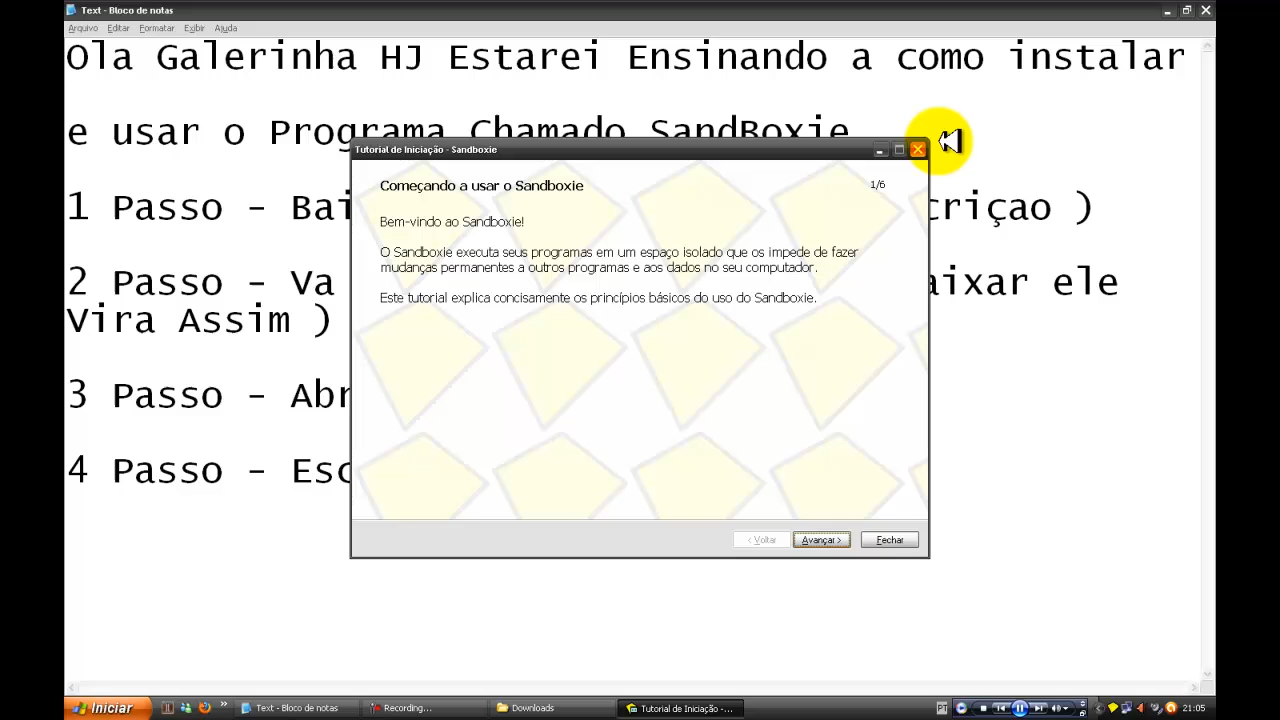 Text - Bloco de notas
Arquivo Editar Formatar Exibir Ajuda
Ola Galerinha HJ Estarei Ensinando a como instalar
e usar o Programa Chamado SandBoxie
Tutorial de Iniciação - Sandboxie
Começando a usar o Sandboxie 1/6
1 Passo - Bai criçao )
Bem-vindo ao Sandboxie!
O Sandboxie executa seus programas em um espaço isolado que os impede de fazer
mudanças permanentes a outros programas e aos dados no seu computador.
2 Passo - Va aixar ele
Este tutorial explica concisamente os princípios básicos do uso do Sandboxie.
Vira Assim )
3 Passo - Abr
4 Passo - Esc
< Voltar Avançar > Fechar
Iniciar Text - Bloco de notas Recording... Downloads Tutorial de Iniciação -... PT 21:05